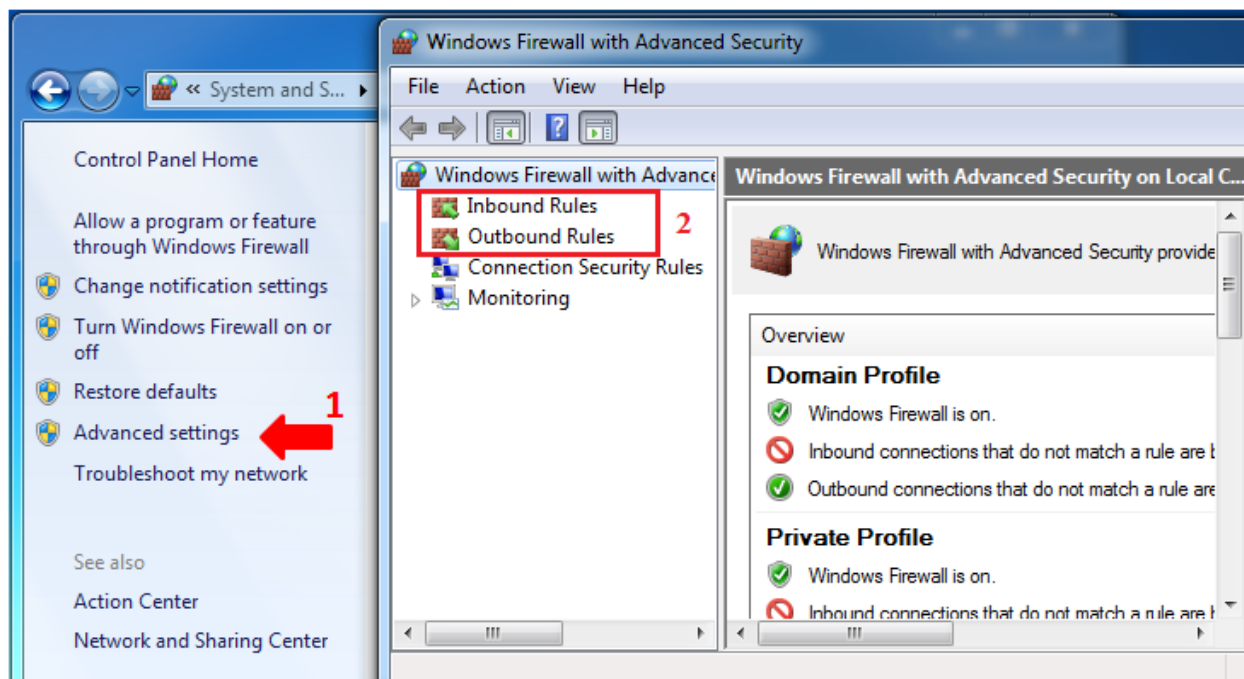 « System and S...
Control Panel Home
Allow a program or feature
through Windows Firewall
Change notification settings
Turn Windows Firewall on or
off
Restore defaults
1
Advanced settings
Troubleshoot my network
See also
Action Center
Network and Sharing Center
Windows Firewall with Advanced Security
File Action View Help
Windows Firewall with Advance
Inbound Rules
2
Outbound Rules
Connection Security Rules
Monitoring
Windows Firewall with Advanced Security on Local C...
Windows Firewall with Advanced Security provide
Overview
Domain Profile
Windows Firewall is on.
Inbound connections that do not match a rule are b
Outbound connections that do not match a rule are
Private Profile
Windows Firewall is on.
Inbound connections that do not match a rule are b